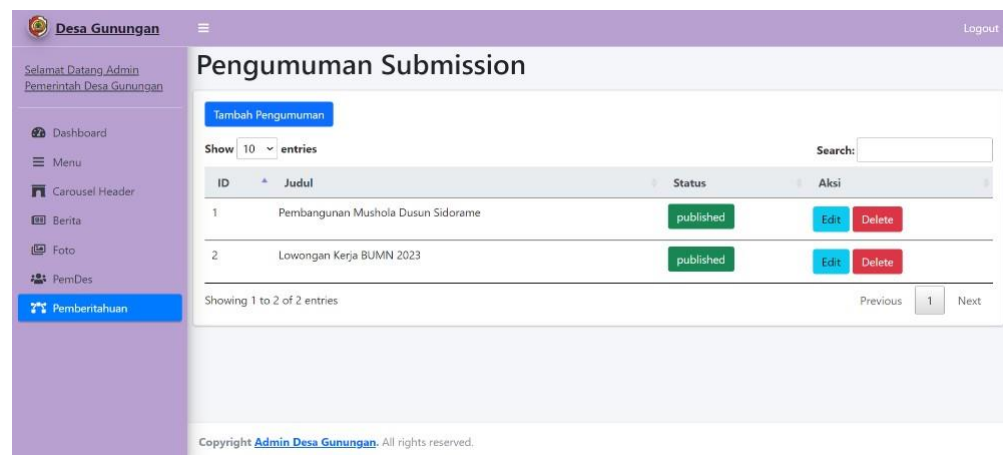 Desa Gunungan
Logout
Selamat Datang Admin
Pemerintah Desa Gunungan
Dashboard
Menu
Carousel Header
Berita
Foto
PemDes
Pemberitahuan
Pengumuman Submission
Tambah Pengumuman
Show 10 entries
Search:
ID Judul Status Aksi
1 Pembangunan Mushola Dusun Sidorame published Edit Delete
2 Lowongan Kerja BUMN 2023 published Edit Delete
Showing 1 to 2 of 2 entries
Previous 1 Next
Copyright Admin Desa Gunungan. All rights reserved.